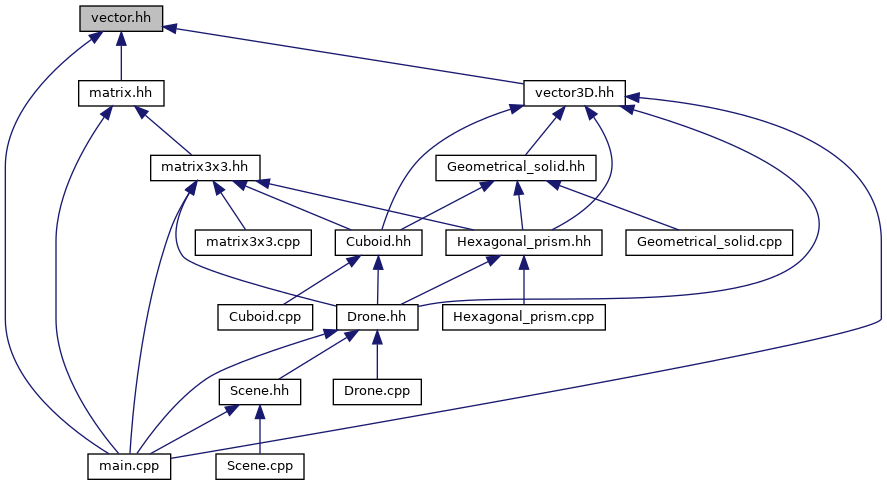 vector.hh
matrix.hh
vector3D.hh
matrix3x3.hh
Geometrical_solid.hh
matrix3x3.cpp
Cuboid.hh
Hexagonal_prism.hh
Geometrical_solid.cpp
Cuboid.cpp
Drone.hh
Hexagonal_prism.cpp
Scene.hh
Drone.cpp
main.cpp
Scene.cpp